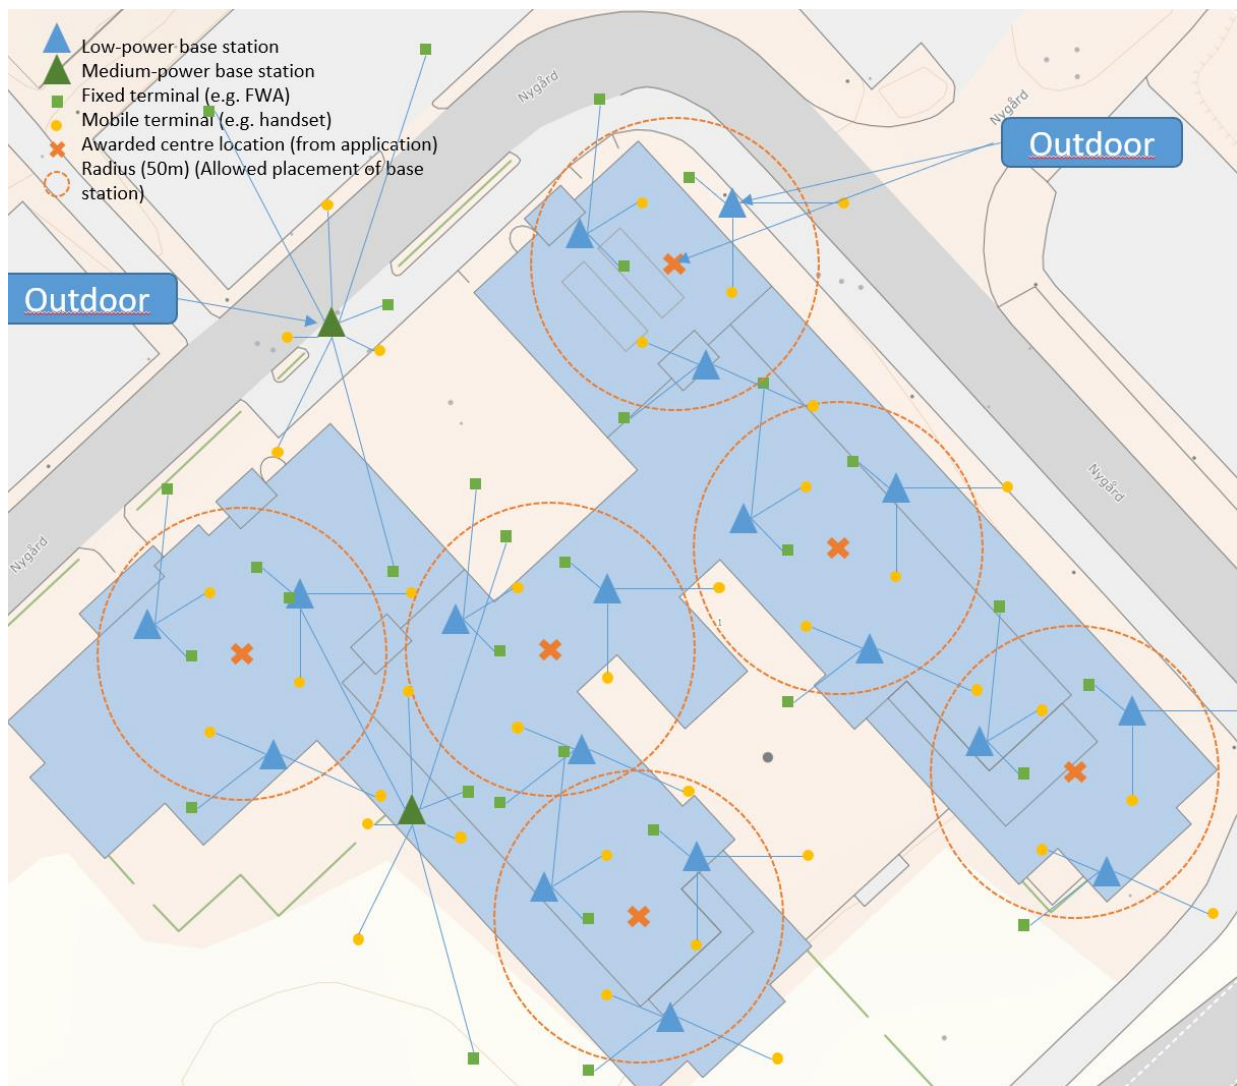 Low-power base station
Medium-power base station
Fixed terminal (e.g. FWA)
Mobile terminal (e.g. handset)
Awarded centre location (from application)
Radius (50m) (Allowed placement of base
station)
Nygård
Nygård
Outdoor
Outdoor
Nygård
Nygård
1